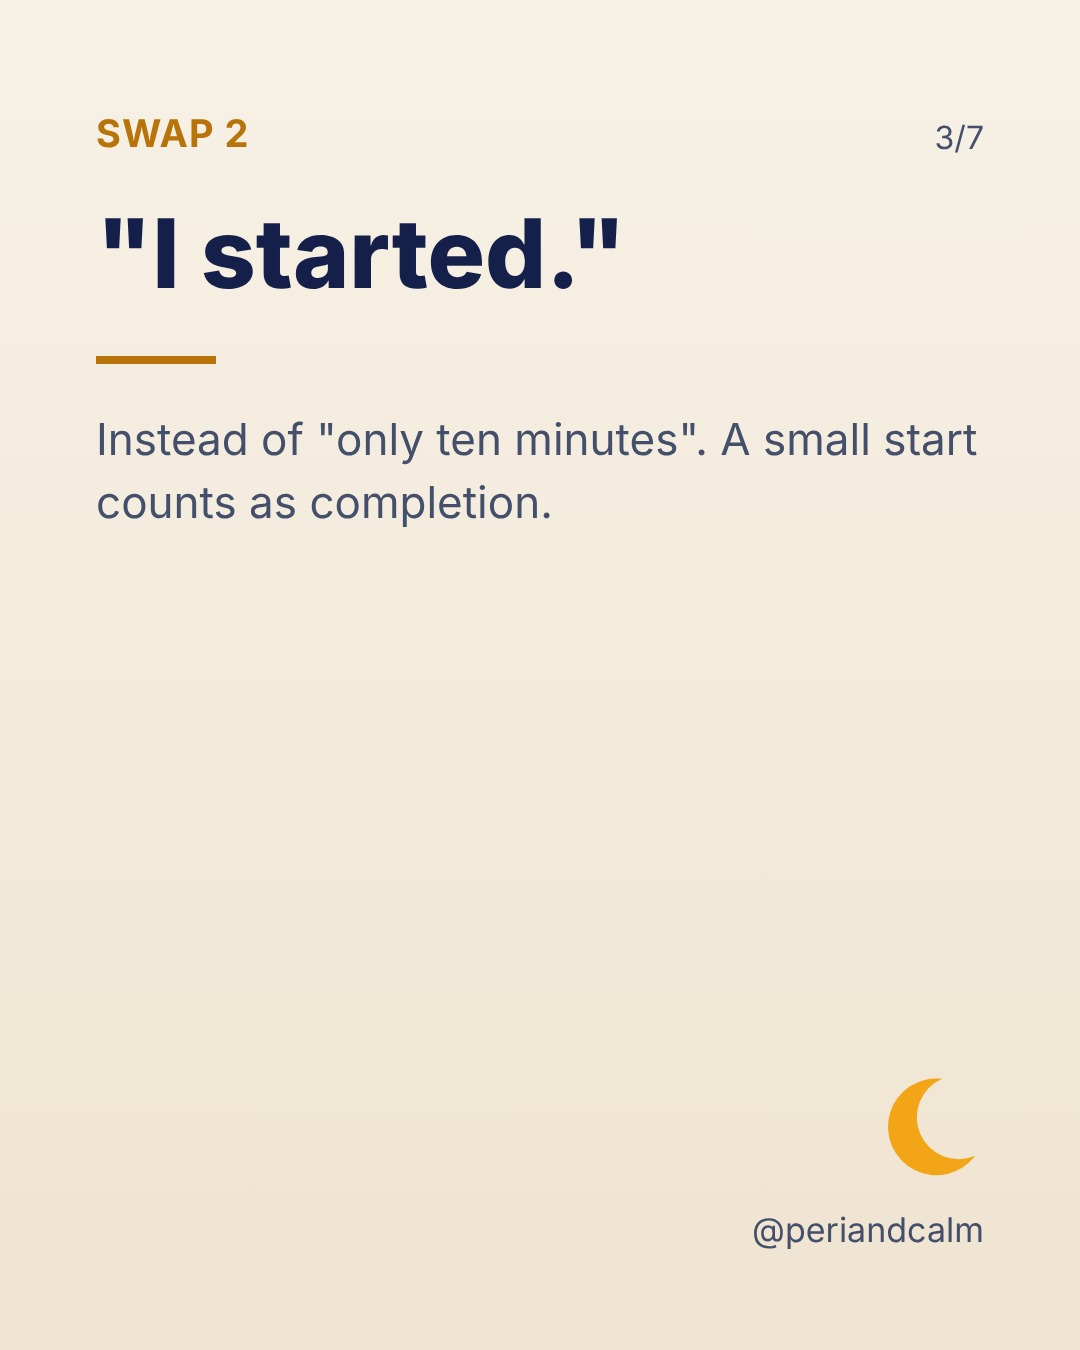 SWAP 2
3/7
"I started."
Instead of "only ten minutes". A small start
counts as completion.
@periandcalm